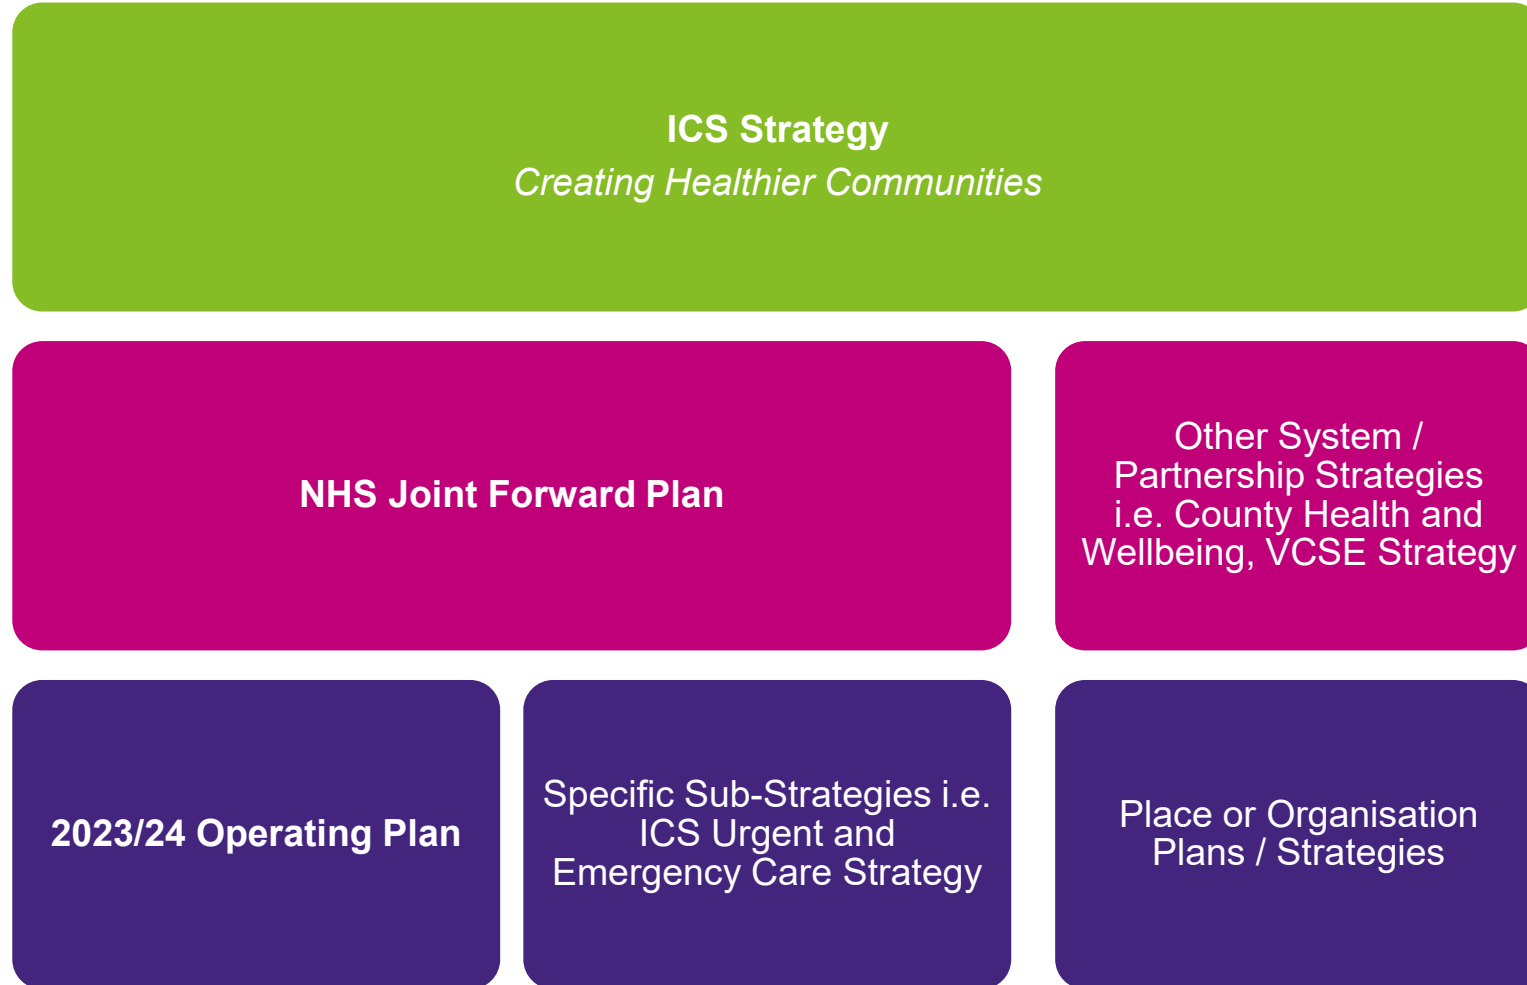 ICS Strategy
Creating Healthier Communities
NHS Joint Forward Plan
Other System /
Partnership Strategies
i.e. County Health and
Wellbeing, VCSE Strategy
2023/24 Operating Plan
Specific Sub-Strategies i.e.
ICS Urgent and
Emergency Care Strategy
Place or Organisation
Plans / Strategies